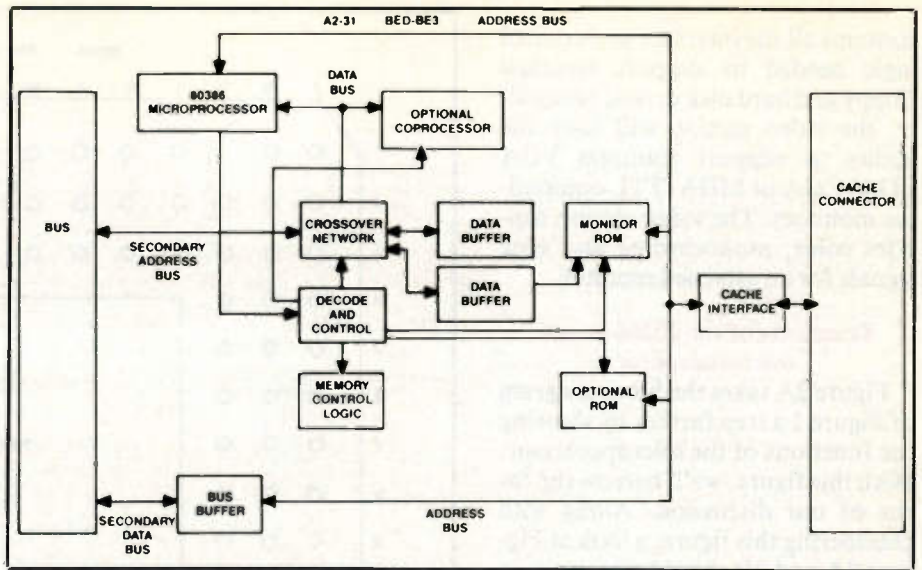 A2-31 BED-BE3 ADDRESS BUS
80386
MICROPROCESSOR
DATA
BUS
OPTIONAL
COPROCESSOR
BUS
CACHE
CONNECTOR
SECONDARY
ADDRESS
BUS
CROSSOVER
NETWORK
DATA
BUFFER
MONITOR
ROM
DATA
BUFFER
CACHE
INTERFACE
DECODE
AND
CONTROL
MEMORY
CONTROL
LOGIC
OPTIONAL
ROM
SECONDARY
DATA
BUS
BUS
BUFFER
ADDRESS
BUS